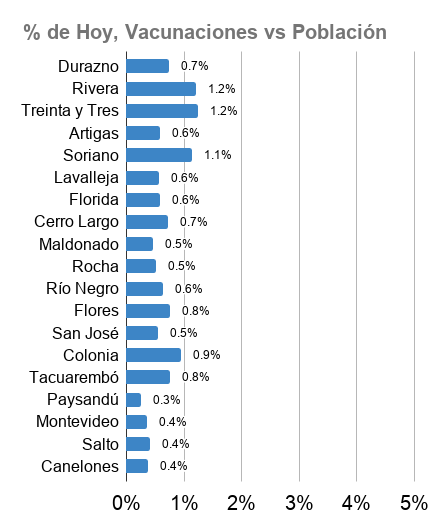 % de Hoy, Vacunaciones vs Población
Durazno 0.7%
Rivera 1.2%
Treinta y Tres 1.2%
Artigas 0.6%
Soriano 1.1%
Lavalleja 0.6%
Florida 0.6%
Cerro Largo 0.7%
Maldonado 0.5%
Rocha 0.5%
Río Negro 0.6%
Flores 0.8%
San José 0.5%
Colonia 0.9%
Tacuarembó 0.8%
Paysandú 0.3%
Montevideo 0.4%
Salto 0.4%
Canelones 0.4%
0% 1% 2% 3% 4% 5%